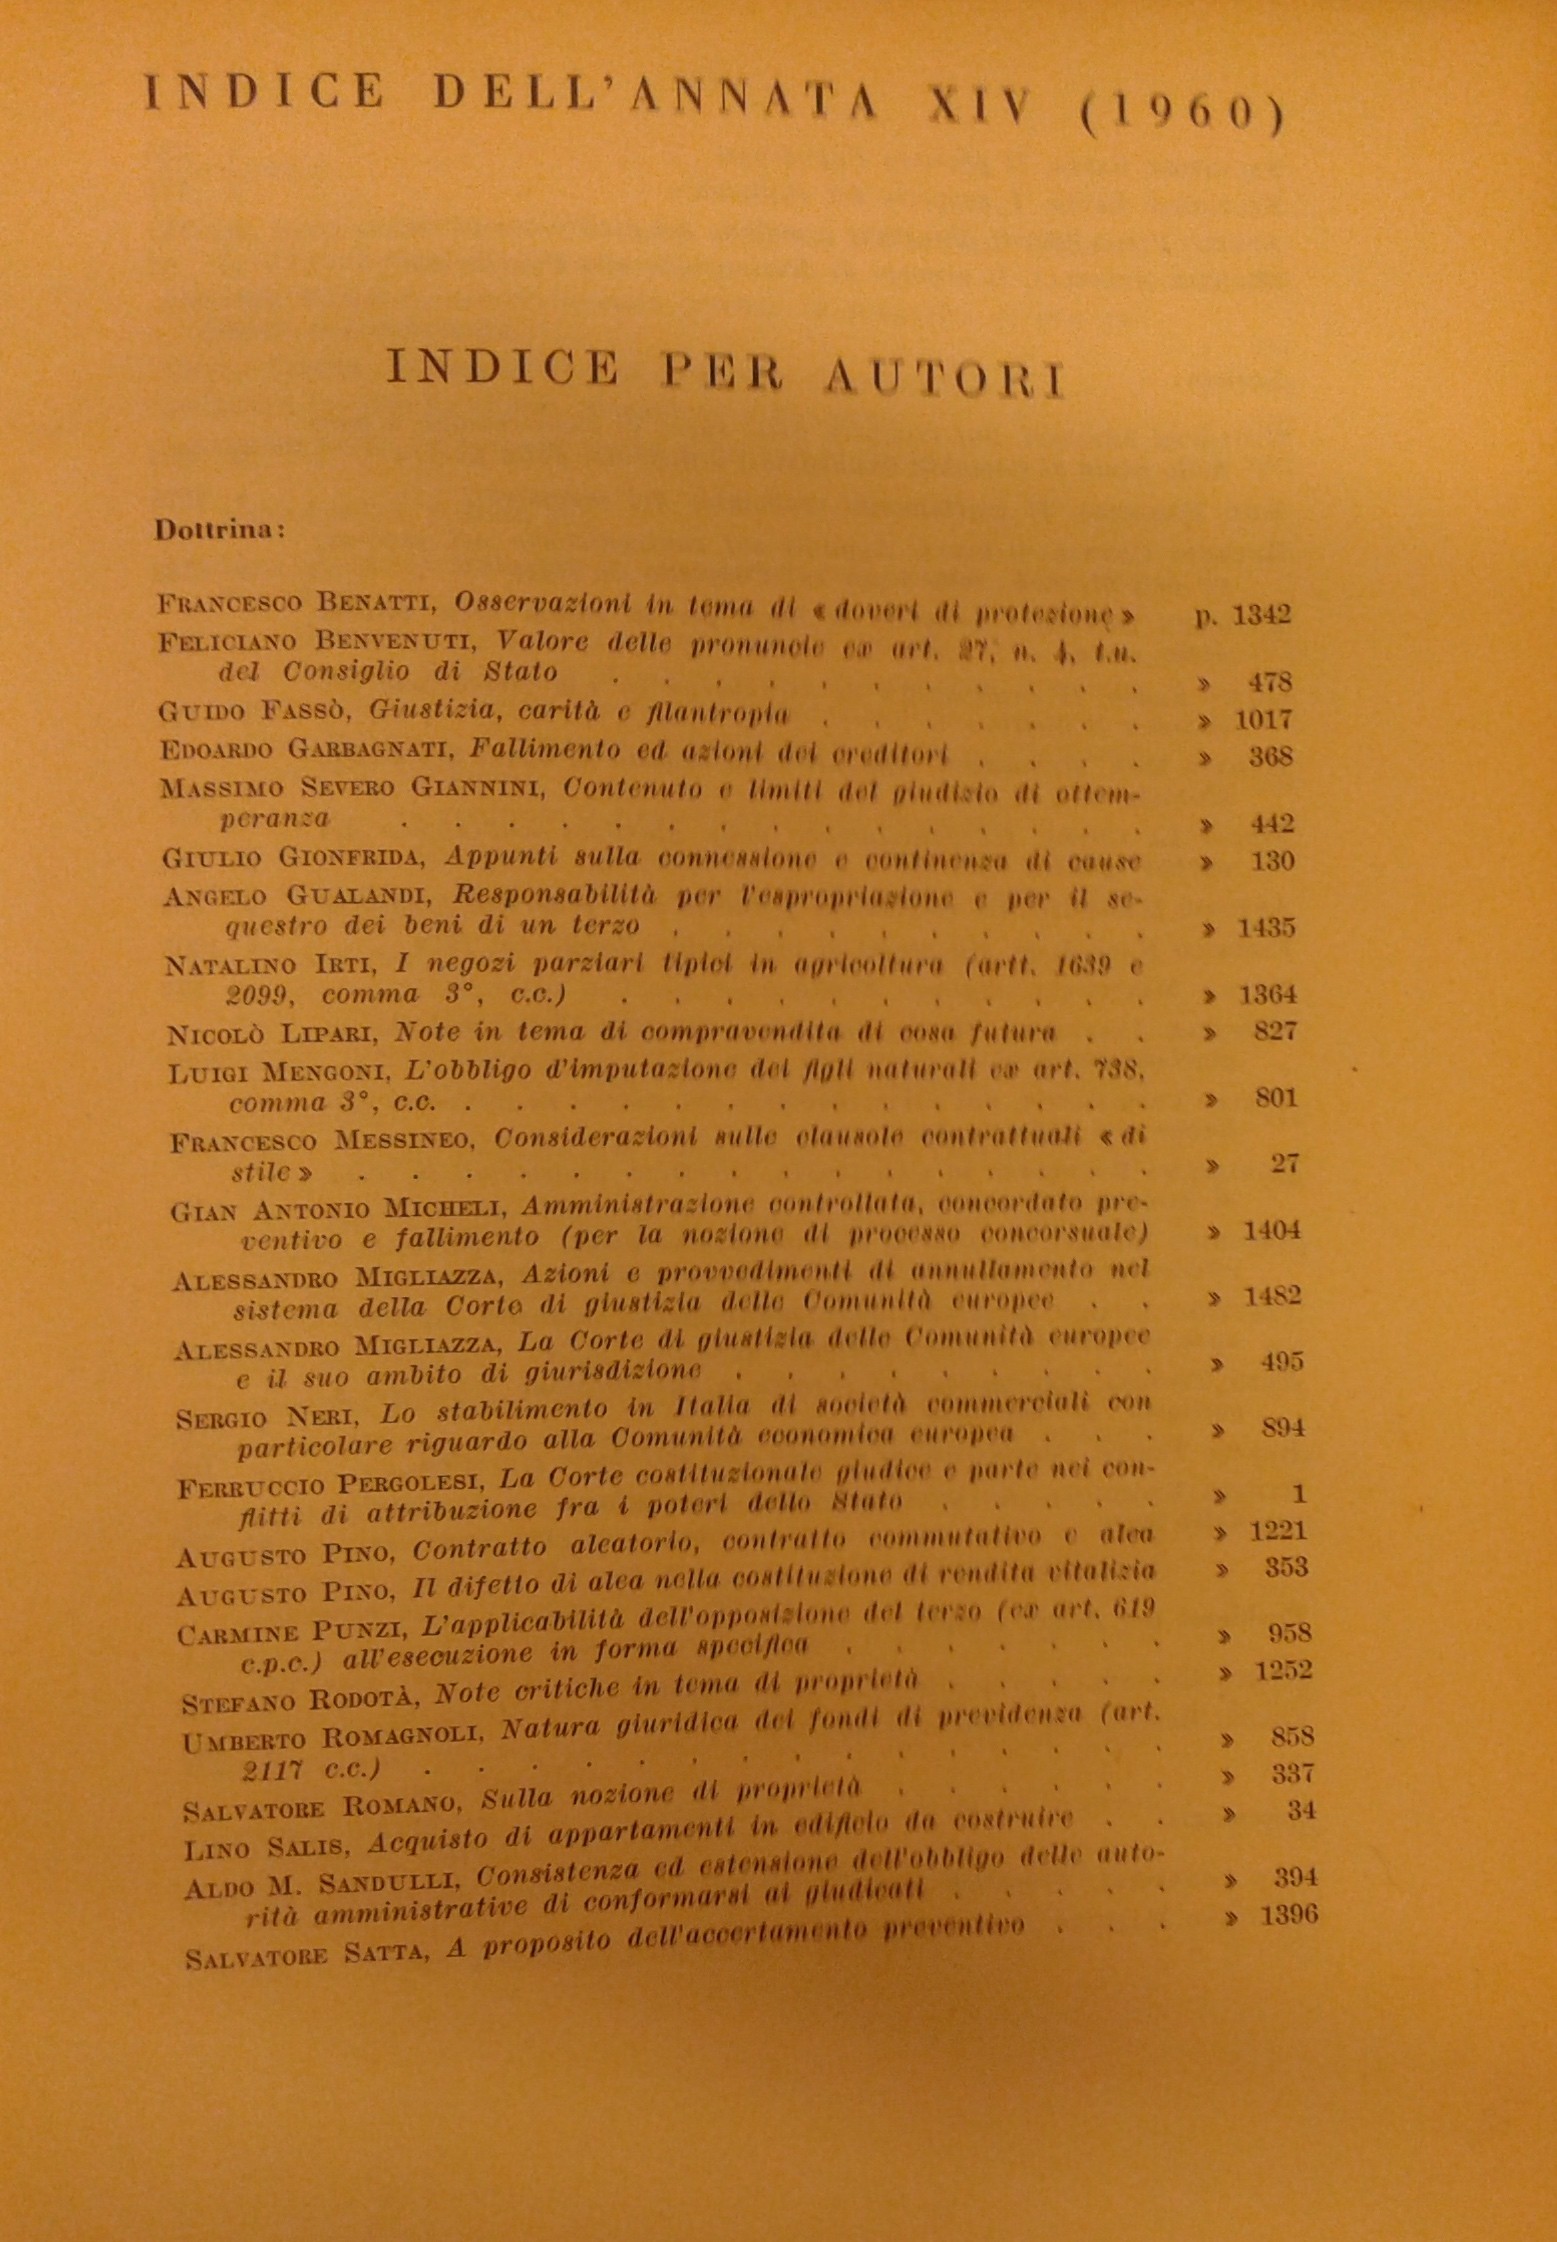 INDICE DELL'ANNATA XIV (1960)
INDICE PER AUTORI
Dottrina:
FRANCESCO BENATTI, Osservazioni in tema di « doveri di protezione » p. 1342
FELICIANO BENVENUTI, Valore delle pronuncie ex art. 27, n. 4, t.u.
del Consiglio di Stato . . . . . . . . . . . » 478
GUIDO FASSÒ, Giustizia, carità e filantropia . . . . . . . » 1017
EDOARDO GARBAGNATI, Fallimento ed azioni dei creditori . . . . » 368
MASSIMO SEVERO GIANNINI, Contenuto e limiti del giudizio di ottem-
peranza . . . . . . . . . . . . . . . » 442
GIULIO GIONFRIDA, Appunti sulla connessione e continenza di cause » 130
ANGELO GUALANDI, Responsabilità per l'espropriazione e per il se-
questro dei beni di un terzo . . . . . . . . . . » 1435
NATALINO IRTI, I negozi parziari tipici in agricoltura (artt. 1639 e
2099, comma 3°, c.c.) . . . . . . . . . . . » 1364
NICOLÒ LIPARI, Note in tema di compravendita di cosa futura . . » 827
LUIGI MENGONI, L'obbligo d'imputazione dei figli naturali ex art. 738,
comma 3°, c.c. . . . . . . . . . . . . . . » 801
FRANCESCO MESSINEO, Considerazioni sulle clausole contrattuali « di
stile » . . . . . . . . . . . . . . . . » 27
GIAN ANTONIO MICHELI, Amministrazione controllata, concordato pre-
ventivo e fallimento (per la nozione di processo concorsuale) » 1404
ALESSANDRO MIGLIAZZA, Azioni e provvedimenti di annullamento nel
sistema della Corte di giustizia delle Comunità europee . . » 1482
ALESSANDRO MIGLIAZZA, La Corte di giustizia delle Comunità europee
e il suo ambito di giurisdizione . . . . . . . . . » 495
SERGIO NERI, Lo stabilimento in Italia di società commerciali con
particolare riguardo alla Comunità economica europea . . . » 894
FERRUCCIO PERGOLESI, La Corte costituzionale giudice e parte nei con-
flitti di attribuzione fra i poteri dello Stato . . . . . » 1
AUGUSTO PINO, Contratto aleatorio, contratto commutativo e alea » 1221
AUGUSTO PINO, Il difetto di alea nella costituzione di rendita vitalizia » 353
CARMINE PUNZI, L'applicabilità dell'opposizione del terzo (ex art. 619
c.p.c.) all'esecuzione in forma specifica . . . . . . . » 958
STEFANO RODOTÀ, Note critiche in tema di proprietà . . . . . » 1252
UMBERTO ROMAGNOLI, Natura giuridica dei fondi di previdenza (art.
2117 c.c.) . . . . . . . . . . . . . . . » 858
SALVATORE ROMANO, Sulla nozione di proprietà . . . . . . » 337
LINO SALIS, Acquisto di appartamenti in edificio da costruire . . » 34
ALDO M. SANDULLI, Consistenza ed estensione dell'obbligo delle auto-
rità amministrative di conformarsi ai giudicati . . . . . » 394
SALVATORE SATTA, A proposito dell'accertamento preventivo . . . » 1396